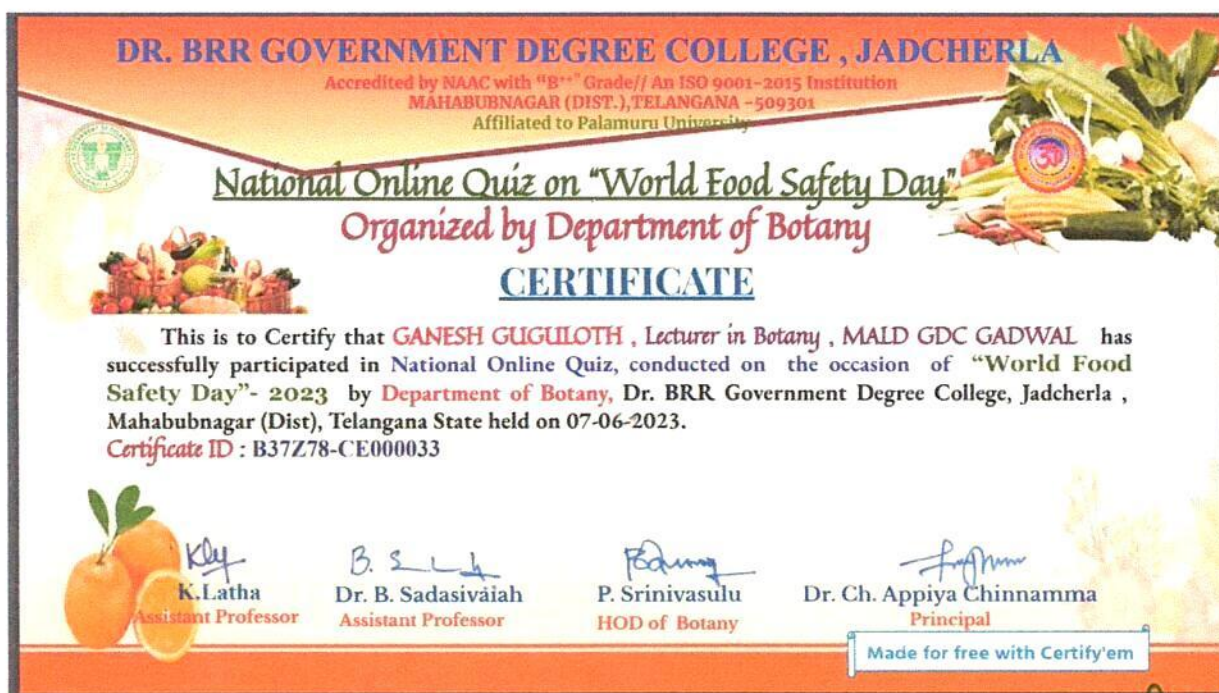 DR. BRR GOVERNMENT DEGREE COLLEGE , JADCHERLA
Accredited by NAAC with "B++" Grade// An ISO 9001-2015 Institution
MAHABUBNAGAR (DIST.),TELANGANA -509301
Affiliated to Palamuru University
National Online Quiz on "World Food Safety Day"
Organized by Department of Botany
CERTIFICATE
This is to Certify that GANESH GUGULOTH , Lecturer in Botany , MALD GDC GADWAL has
successfully participated in National Online Quiz, conducted on the occasion of "World Food
Safety Day"- 2023 by Department of Botany, Dr. BRR Government Degree College, Jadcherla ,
Mahabubnagar (Dist), Telangana State held on 07-06-2023.
Certificate ID : B37Z78-CE000033
K.Latha Dr. B. Sadasivaiah P. Srinivasulu Dr. Ch. Appiya Chinnamma
Assistant Professor Assistant Professor HOD of Botany Principal
Made for free with Certify'em